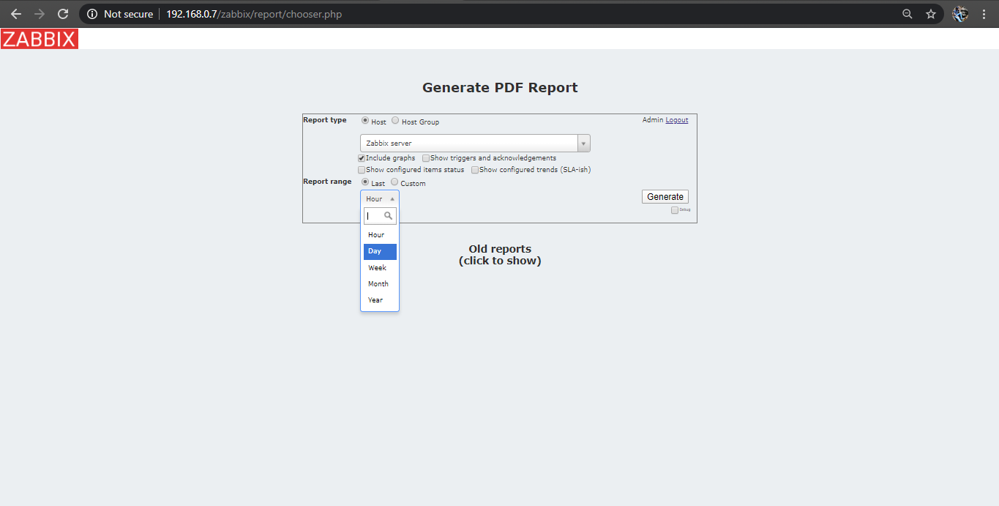 Not secure 192.168.0.7/zabbix/report/chooser.php
ZABBIX
Generate PDF Report
Report type Host Host Group Admin Logout
Zabbix server
Include graphs Show triggers and acknowledgements
Show configured items status Show configured trends (SLA-ish)
Report range Last Custom
Hour Generate
Debug
Hour
Day
Week
Month
Year
Old reports
(click to show)